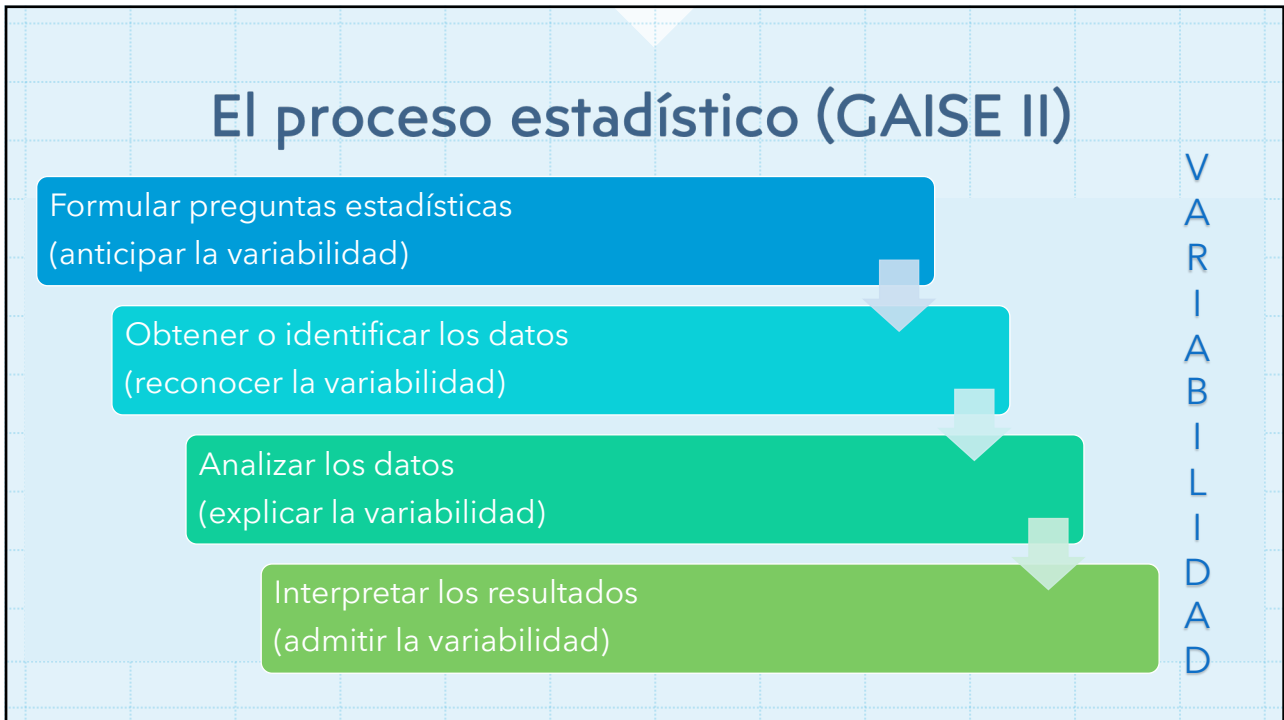 El proceso estadístico (GAISE II)
Formular preguntas estadísticas
(anticipar la variabilidad)
Obtener o identificar los datos
(reconocer la variabilidad)
Analizar los datos
(explicar la variabilidad)
Interpretar los resultados
(admitir la variabilidad)
V
A
R
I
A
B
I
L
I
D
A
D